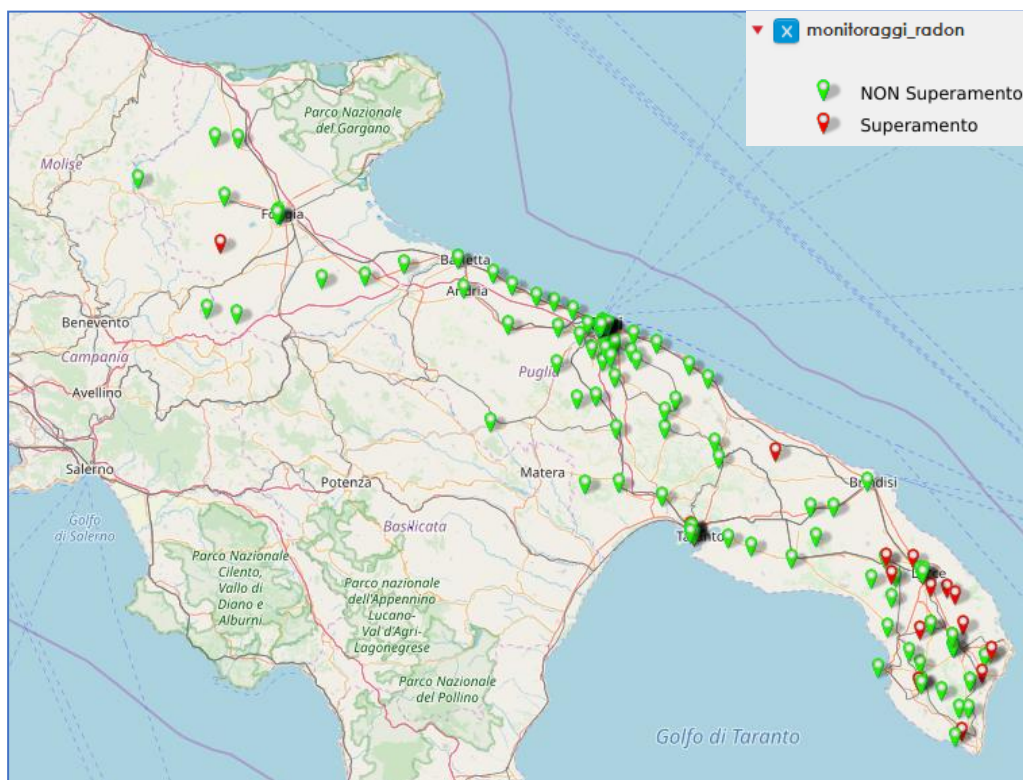 monitoraggi_radon
NON Superamento
Superamento
Parco Nazionale
del Gargano
Molise
Foggia
Barletta
Andria
Benevento
Campania
Puglia
Avellino
Salerno
Potenza
Matera
Brindisi
Golfo
di Salerno
Basilicata
Taranto
Parco Nazionale
Cilento,
Vallo di
Diano e
Alburni
Parco nazionale
dell'Appennino
Lucano-
Val d'Agri-
Lagonegrese
Lecce
Parco Nazionale
del Pollino
Golfo di Taranto